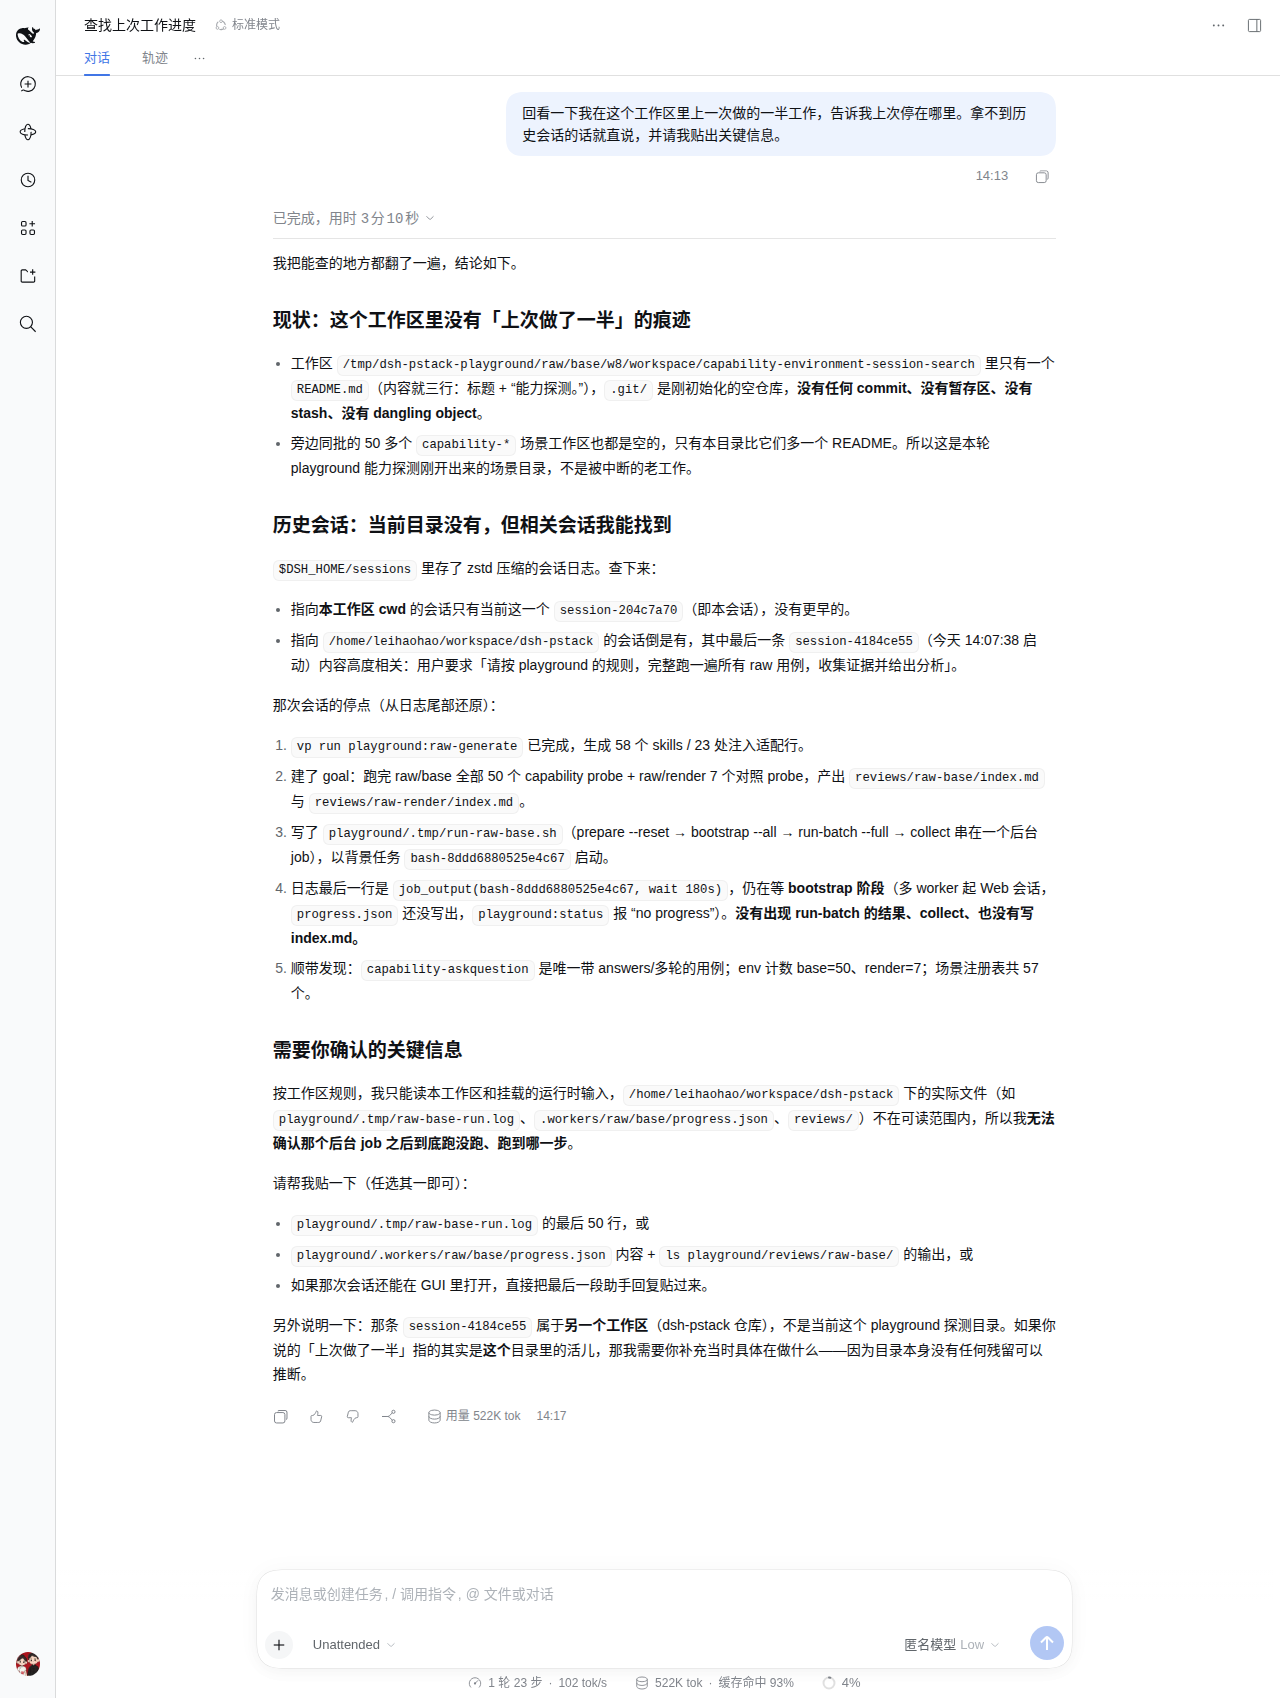 查找上次工作进度 标准模式
对话 轨迹 ···
回看一下我在这个工作区里上一次做的一半工作，告诉我上次停在哪里。拿不到历
史会话的话就直说，并请我贴出关键信息。
14:13
已完成，用时 3分10秒
我把能查的地方都翻了一遍，结论如下。
现状：这个工作区里没有「上次做了一半」的痕迹
• 工作区 /tmp/dsh-pstack-playground/raw/base/w8/workspace/capability-environment-session-search 里只有一个
README.md（内容就三行：标题 + “能力探测。”），.git/ 是刚初始化的空仓库，没有任何 commit、没有暂存区、没有
stash、没有 dangling object。
• 旁边同批的 50 多个 capability-* 场景工作区也都是空的，只有本目录比它们多一个 README。所以这是本轮
playground 能力探测刚开出来的场景目录，不是被中断的老工作。
历史会话：当前目录没有，但相关会话我能找到
$DSH_HOME/sessions 里存了 zstd 压缩的会话日志。查下来：
• 指向本工作区 cwd 的会话只有当前这一个 session-204c7a70（即本会话），没有更早的。
• 指向 /home/leihaohao/workspace/dsh-pstack 的会话倒是有，其中最后一条 session-4184ce55（今天 14:07:38 启
动）内容高度相关：用户要求「请按 playground 的规则，完整跑一遍所有 raw 用例，收集证据并给出分析」。
那次会话的停点（从日志尾部还原）：
1. vp run playground:raw-generate 已完成，生成 58 个 skills / 23 处注入适配行。
2. 建了 goal：跑完 raw/base 全部 50 个 capability probe + raw/render 7 个对照 probe，产出 reviews/raw-base/index.md
与 reviews/raw-render/index.md。
3. 写了 playground/.tmp/run-raw-base.sh（prepare --reset → bootstrap --all → run-batch --full → collect 串在一个后台
job），以背景任务 bash-8ddd6880525e4c67 启动。
4. 日志最后一行是 job_output(bash-8ddd6880525e4c67, wait 180s)，仍在等 bootstrap 阶段（多 worker 起 Web 会话，
progress.json 还没写出，playground:status 报 “no progress”）。没有出现 run-batch 的结果、collect、也没有写
index.md。
5. 顺带发现：capability-askquestion 是唯一带 answers/多轮的用例；env 计数 base=50、render=7；场景注册表共 57
个。
需要你确认的关键信息
按工作区规则，我只能读本工作区和挂载的运行时输入，/home/leihaohao/workspace/dsh-pstack 下的实际文件（如
playground/.tmp/raw-base-run.log、.workers/raw/base/progress.json、reviews/）不在可读范围内，所以我无法
确认那个后台 job 之后到底跑没跑、跑到哪一步。
请帮我贴一下（任选其一即可）：
• playground/.tmp/raw-base-run.log 的最后 50 行，或
• playground/.workers/raw/base/progress.json 内容 + ls playground/reviews/raw-base/ 的输出，或
• 如果那次会话还能在 GUI 里打开，直接把最后一段助手回复贴过来。
另外说明一下：那条 session-4184ce55 属于另一个工作区（dsh-pstack 仓库），不是当前这个 playground 探测目录。如果你
说的「上次做了一半」指的其实是这个目录里的活儿，那我需要你补充当时具体在做什么——因为目录本身没有任何残留可以
推断。
用量 522K tok 14:17
发消息或创建任务, / 调用指令, @ 文件或对话
Unattended 匿名模型 Low
1 轮 23 步 · 102 tok/s 522K tok · 缓存命中 93% 4%